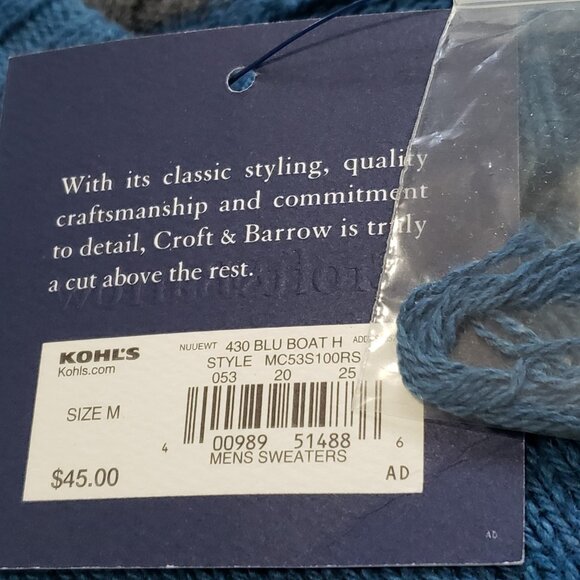 With its classic styling, quality
craftsmanship and commitment
to detail, Croft & Barrow is truly
a cut above the rest.
KOHL'S
Kohls.com
NUUEWT 430 BLU BOAT H
STYLE MC53S100RS
053 20 25
SIZE M
4 00989 51488 6
MENS SWEATERS
$45.00
AD
AD